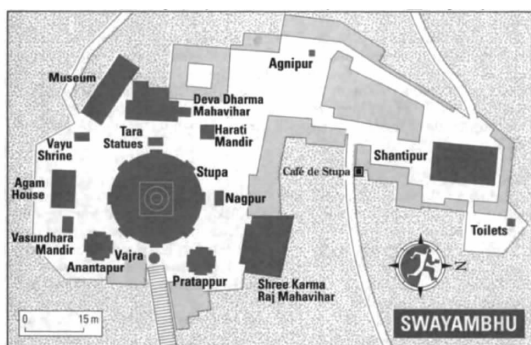 Museum
Agnipur
Deva Dharma
Mahavihar
Tara
Statues
Harati
Mandir
Vayu
Shrine
Shantipur
Stupa
Café de Stupa
Agam
House
Nagpur
Vasundhara
Mandir
Toilets
Vajra
Anantapur
Pratappur
Shree Karma
Raj Mahavihar
N
0 15 m
SWAYAMBHU